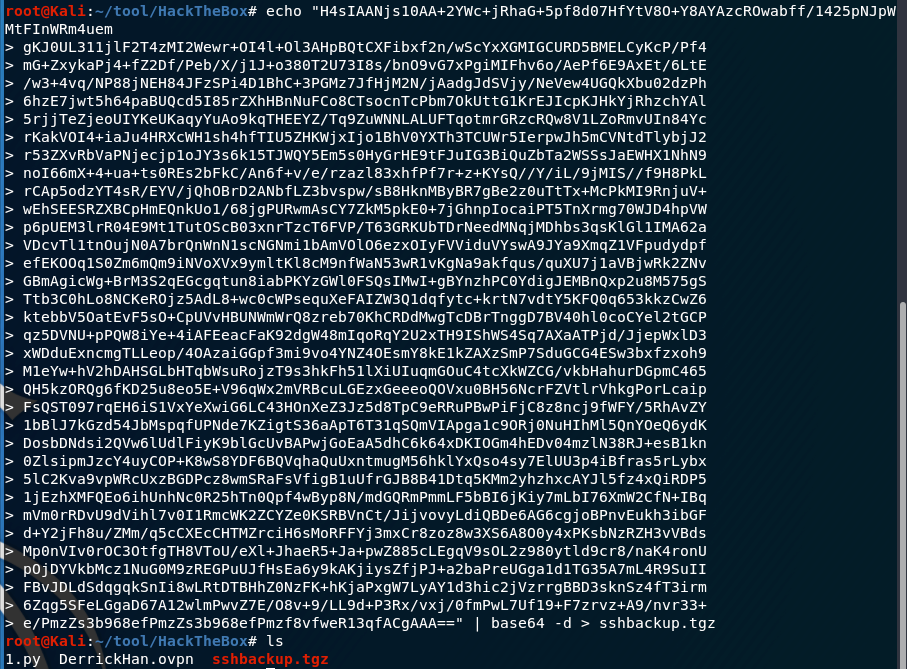 root@Kali:~/tool/HackTheBox# echo "H4sIAANjs10AA+2YWc+jRhaG+5pf8d07HfYtV8O+Y8AYAzcROwabff/1425pNJpW
MtFInWRm4uem
> gKJ0UL311jlF2T4zMI2Wewr+OI4l+Ol3AHpBQtCXFibxf2n/wScYxXGMIGCURD5BMELCyKcP/Pf4
> mG+ZxykaPj4+fZ2Df/Peb/X/j1J+o380T2U73I8s/bnO9vG7xPgiMIFhv6o/AePf6E9AxEt/6LtE
> /w3+4vq/NP88jNEH84JFzSPi4D1BhC+3PGMz7JfHjM2N/jAadgJdSVjy/NeVew4UGQkXbu02dzPh
> 6hzE7jwt5h64paBUQcd5I85rZXhHBnNuFCo8CTsocnTcPbm7OkUttG1KrEJIcpKJHkYjRhzchYAl
> 5rjjTeZjeoUIYKeUKaqyYuAo9kqTHEEYZ/Tq9ZuWNNLALUFTqotmrGRzcRQw8V1LZoRmvUIn84Yc
> rKakVOI4+iaJu4HRXcWH1sh4hfTIU5ZHKWjxIjo1BhV0YXTh3TCUWr5IerpwJh5mCVNtdTlybjJ2
> r53ZXvRbVaPNjecjp1oJY3s6k15TJWQY5Em5s0HyGrHE9tFJuIG3BiQuZbTa2WSSsJaEWHX1NhN9
> noI66mX+4+ua+ts0REs2bFkC/An6f+v/e/rzazl83xhfPf7r+z+KYsQ//Y/iL/9jMIS//f9H8PkL
> rCAp5odzYT4sR/EYV/jQhOBrD2ANbfLZ3bvspw/sB8HknMByBR7gBe2z0uTtTx+McPkMI9RnjuV+
> wEhSEESRZXBCpHmEQnkUo1/68jgPURwmAsCY7ZkM5pkE0+7jGhnpIocaiPT5TnXrmg70WJD4hpVW
> p6pUEM3lrR04E9Mt1TutOScB03xnrTzcT6FVP/T63GRKUbTDrNeedMNqjMDhbs3qsKlGl1IMA62a
> VDcvTl1tnOujN0A7brQnWnN1scNGNmi1bAmVOlO6ezxOIyFVViduVYswA9JYa9XmqZ1VFpudydpf
> efEKOOq1S0Zm6mQm9iNVoXVx9ymltKl8cM9nfWaN53wR1vKgNa9akfqus/quXU7j1aVBjwRk2ZNv
> GBmAgicWg+BrM3S2qEGcgqtun8iabPKYzGWl0FSQsIMwI+gBYnzhPC0YdigJEMBnQxp2u8M575gS
> Ttb3C0hLo8NCKeROjz5AdL8+wc0cWPsequXeFAIZW3Q1dqfytc+krtN7vdtY5KFQ0q653kkzCwZ6
> ktebbV5OatEvF5sO+CpUVvHBUNWmWrQ8zreb70KhCRDdMwgTcDBrTnggD7BV40hl0coCYel2tGCP
> qz5DVNU+pPQW8iYe+4iAFEeacFaK92dgW48mIqoRqY2U2xTH9IShWS4Sq7AXaATPjd/JjepWxlD3
> xWDduExncmgTLLeop/4OAzaiGGpf3mi9vo4YNZ4OEsmY8kE1kZAXzSmP7SduGCG4ESw3bxfzxoh9
> M1eYw+hV2hDAHSGLbHTqbWsuRojzT9s3hkFh51lXiUIuqmGOuC4tcXkWZCG/vkbHahurDGpmC465
> QH5kzORQg6fKD25u8eo5E+V96qWx2mVRBcuLGEzxGeeeoQOVxu0BH56NcrFZVtlrVhkgPorLcaip
> FsQST097rqEH6iS1VxYeXwiG6LC43HOnXeZ3Jz5d8TpC9eRRuPBwPiFjC8z8ncj9fWFY/5RhAvZY
> 1bBlJ7kGzd54JbMspqfUPNde7KZigtS36aApT6T31qSQmVIApga1c9ORj0NuHIhMl5QnYOeQ6ydK
> DosbDNdsi2QVw6lUdlFiyK9blGcUvBAPwjGoEaA5dhC6k64xDKIOGm4hEDv04mzlN38RJ+esB1kn
> 0ZlsipmJzcY4uyCOP+K8wS8YDF6BQVqhaQuUxntmugM56hklYxQso4sy7ElUU3p4iBfras5rLybx
> 5lC2Kva9vpWRcUxzBGDPcz8wmSRaFsVfigB1uUfrGJB8B41Dtq5KMm2yhzhxcAYJl5fz4xQiRDP5
> 1jEzhXMFQEo6ihUnhNc0R25hTn0Qpf4wByp8N/mdGQRmPmmLF5bBI6jKiy7mLbI76XmW2CfN+IBq
> mVm0rRDvU9dVihl7v0I1RmcWK2ZCYZe0KSRBVnCt/JijvovyLdiQBDe6AG6cgjoBPnvEukh3ibGF
> d+Y2jFh8u/ZMm/q5cCXEcCHTMZrciH6sMoRFFYj3mxCr8zoz8w3XS6A8O0y4xPKsbNzRZH3vVBds
> Mp0nVIv0rOC3OtfgTH8VToU/eXl+JhaeR5+Ja+pwZ885cLEgqV9sOL2z980ytld9cr8/naK4ronU
> pOjDYVkbMcz1NuG0M9zREGPuUJfHsEa6y9kAKjiysZfjPJ+a2baPreUGga1d1TG35A7mL4R9SuII
> FBvJDLdSdqgqkSnIi8wLRtDTBHhZ0NzFK+hKjaPxgW7LyAY1d3hic2jVzrrgBBD3sknSz4fT3irm
> 6Zqg5SFeLGgaD67A12wlmPwvZ7E/O8v+9/LL9d+P3Rx/vxj/0fmPwL7Uf19+F7zrvz+A9/nvr33+
> e/PmzZs3b968efPmzZs3b968efPmzf8vfweR13qfACgAAA==" | base64 -d > sshbackup.tgz
root@Kali:~/tool/HackTheBox# ls
1.py  DerrickHan.ovpn  sshbackup.tgz